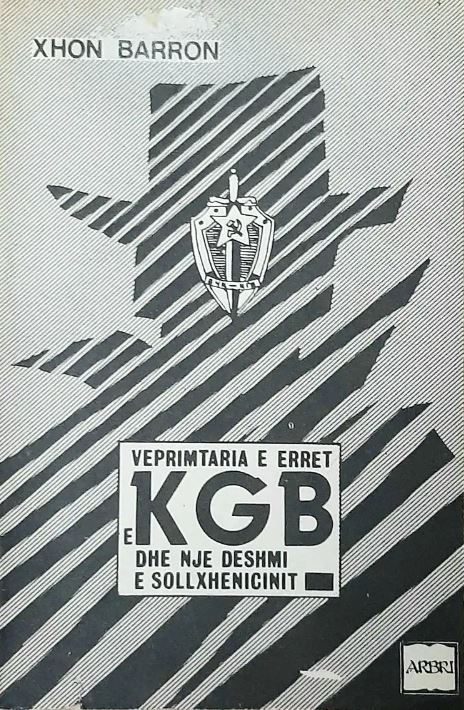 XHON BARRON
VEPRIMTARIA E ERRET
E KGB
DHE NJE DESHMI
E SOLLXHENICINIT
ARBRI